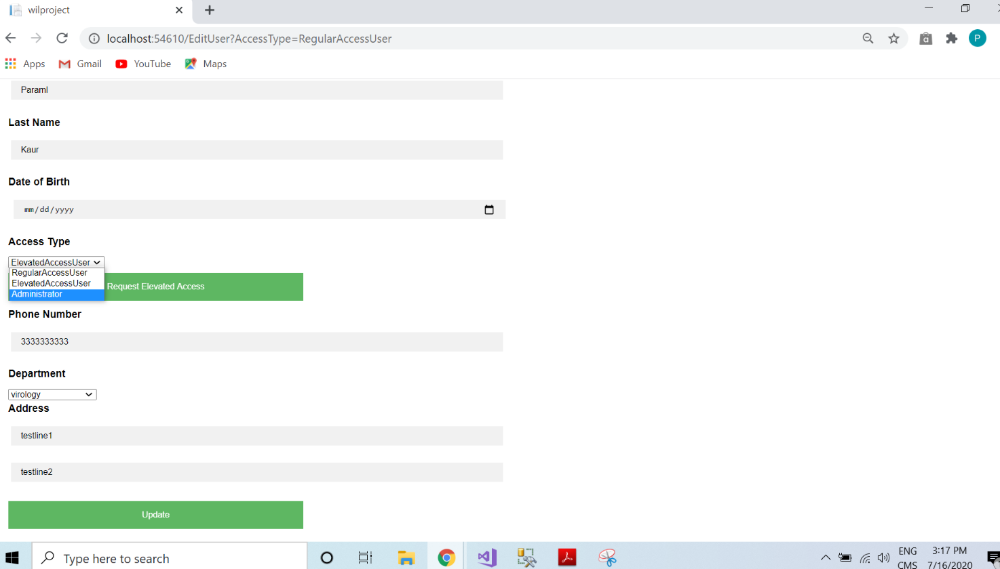 wilproject
localhost:54610/EditUser?AccessType=RegularAccessUser
P
Apps Gmail YouTube Maps
Paraml
Last Name
Kaur
Date of Birth
mm/dd/yyyy
Access Type
ElevatedAccessUser
RegularAccessUser
ElevatedAccessUser
Administrator
Request Elevated Access
Phone Number
3333333333
Department
virology
Address
testline1
testline2
Update
Type here to search
ENG 3:17 PM
CMS 7/16/2020